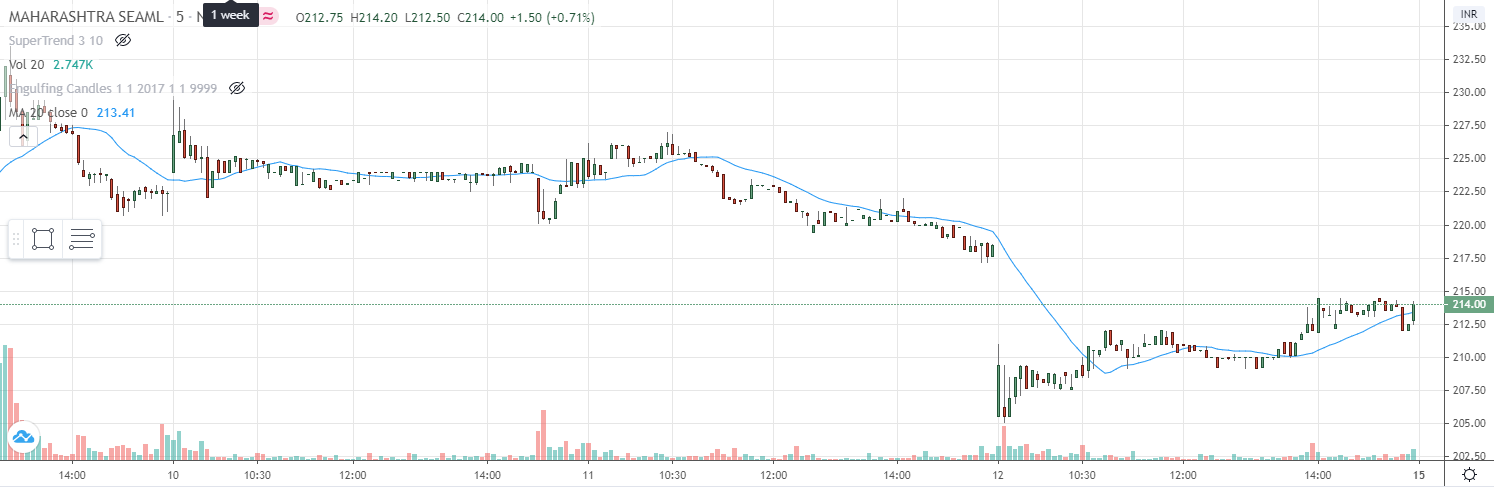 MAHARASHTRA SEAML · 5 · N 1 week O212.75 H214.20 L212.50 C214.00 +1.50 (+0.71%)
SuperTrend 3 10
Vol 20 2.747K
Engulfing Candles 1 1 2017 1 1 9999
MA 20 close 0 213.41
INR
235.00
232.50
230.00
227.50
225.00
222.50
220.00
217.50
215.00
214.00
212.50
210.00
207.50
205.00
202.50
14:00 10 10:30 12:00 14:00 11 10:30 12:00 14:00 12 10:30 12:00 14:00 15